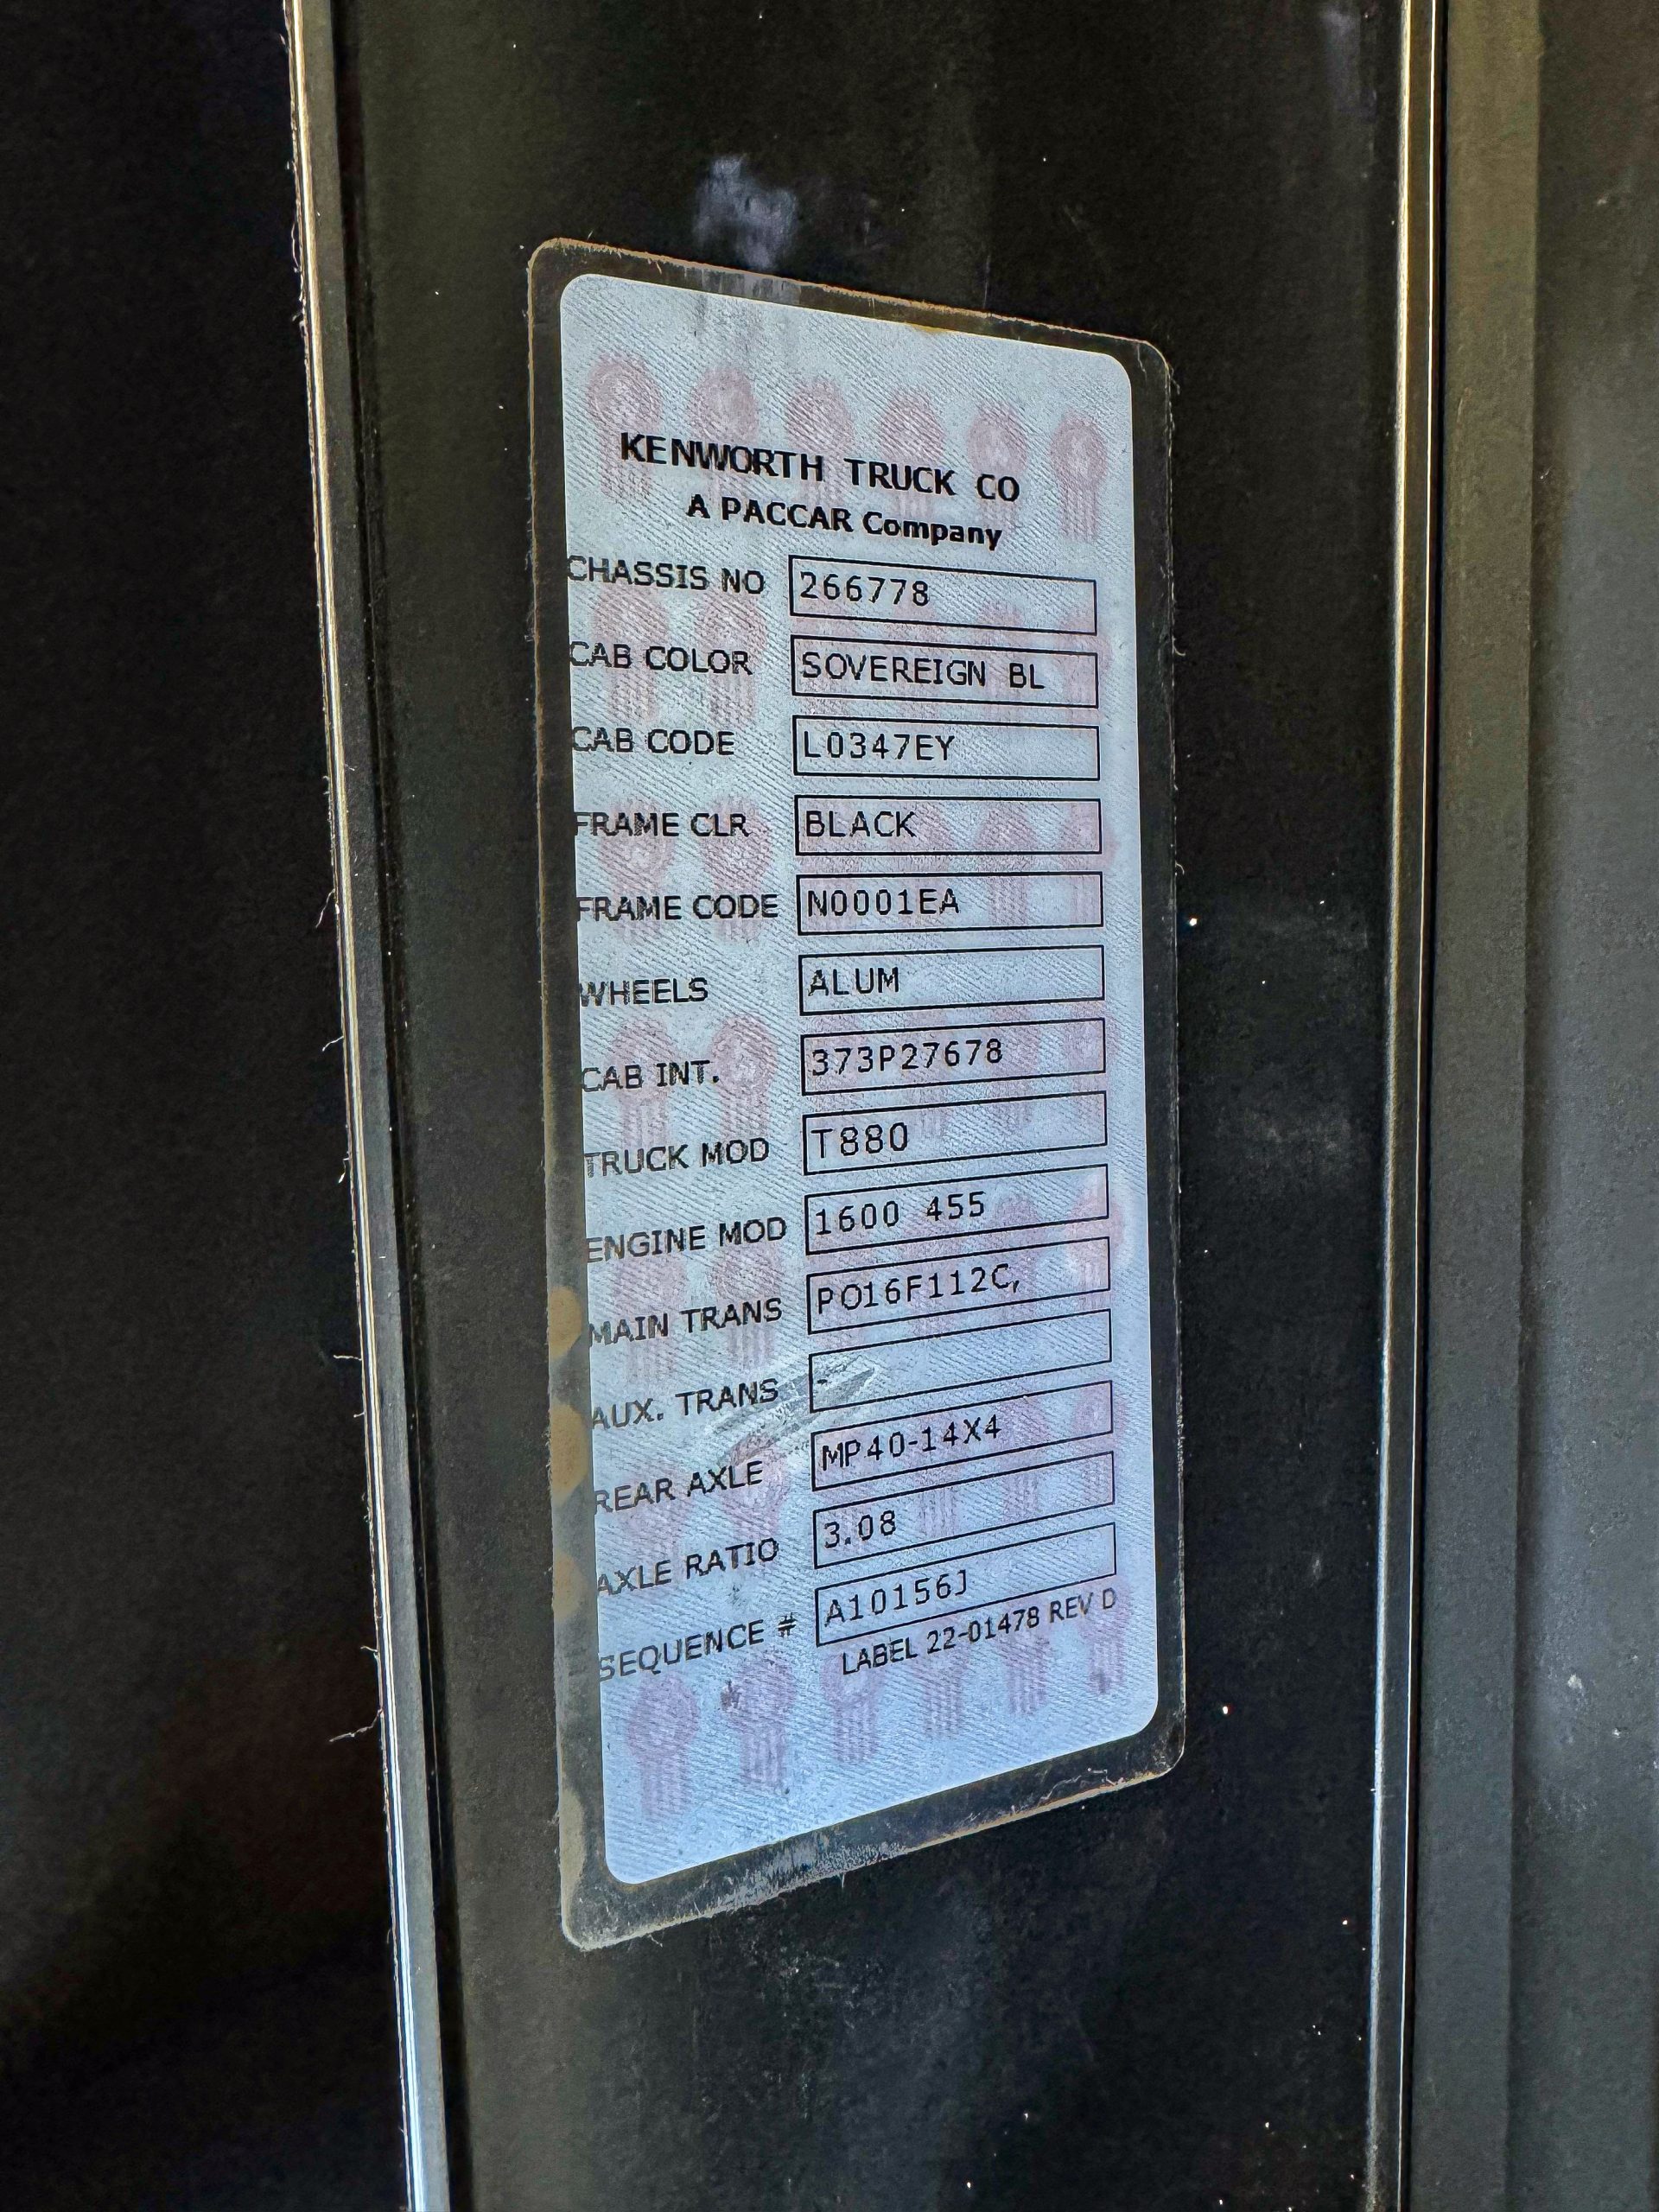 KENWORTH TRUCK CO
A PACCAR Company
CHASSIS NO 266778
CAB COLOR SOVEREIGN BL
CAB CODE L0347EY
FRAME CLR BLACK
FRAME CODE N0001EA
WHEELS ALUM
CAB INT. 373P27678
TRUCK MOD T880
ENGINE MOD 1600 455
MAIN TRANS PO16F112C,
AUX. TRANS -
REAR AXLE MP40-14X4
AXLE RATIO 3.08
SEQUENCE # A10156J
LABEL 22-01478 REV D